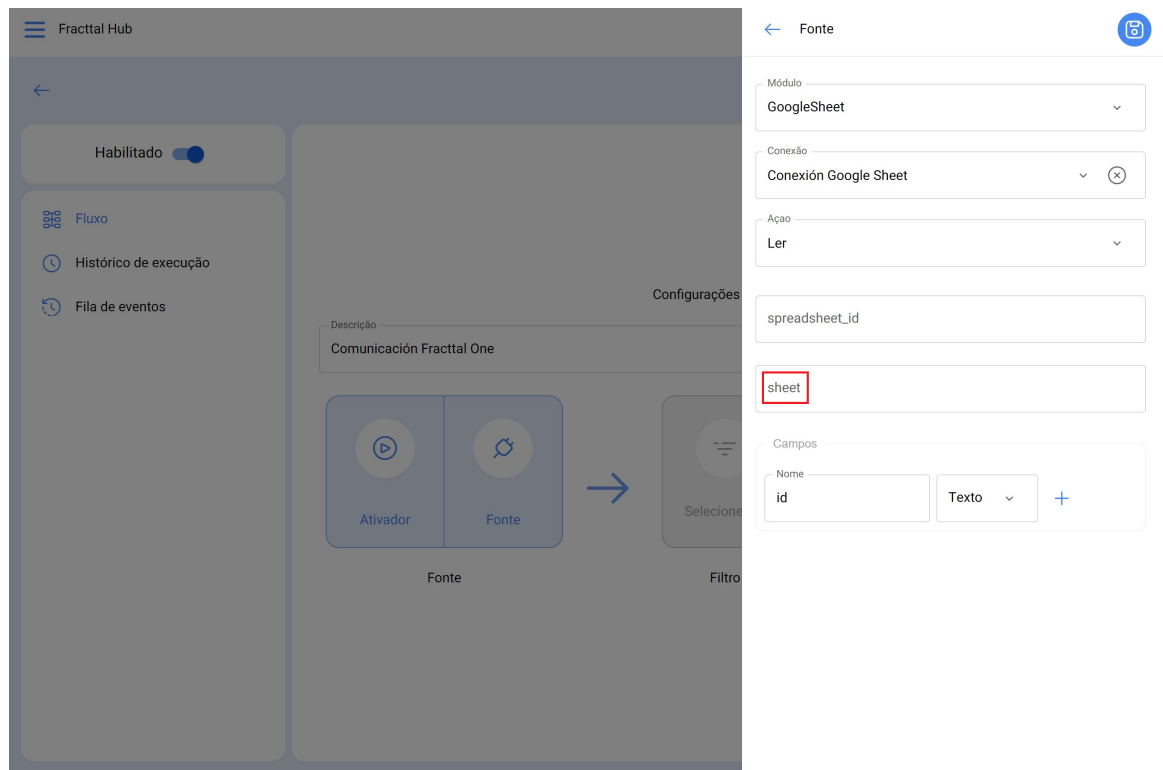 Fracttal Hub
Habilitado
Fluxo
Histórico de execução
Fila de eventos
Configurações
Descrição
Comunicación Fracttal One
Ativador
Fonte
Selecione
Fonte
Filtro
Fonte
Módulo
GoogleSheet
Conexão
Conexión Google Sheet
Açao
Ler
spreadsheet_id
sheet
Campos
Nome
id
Texto